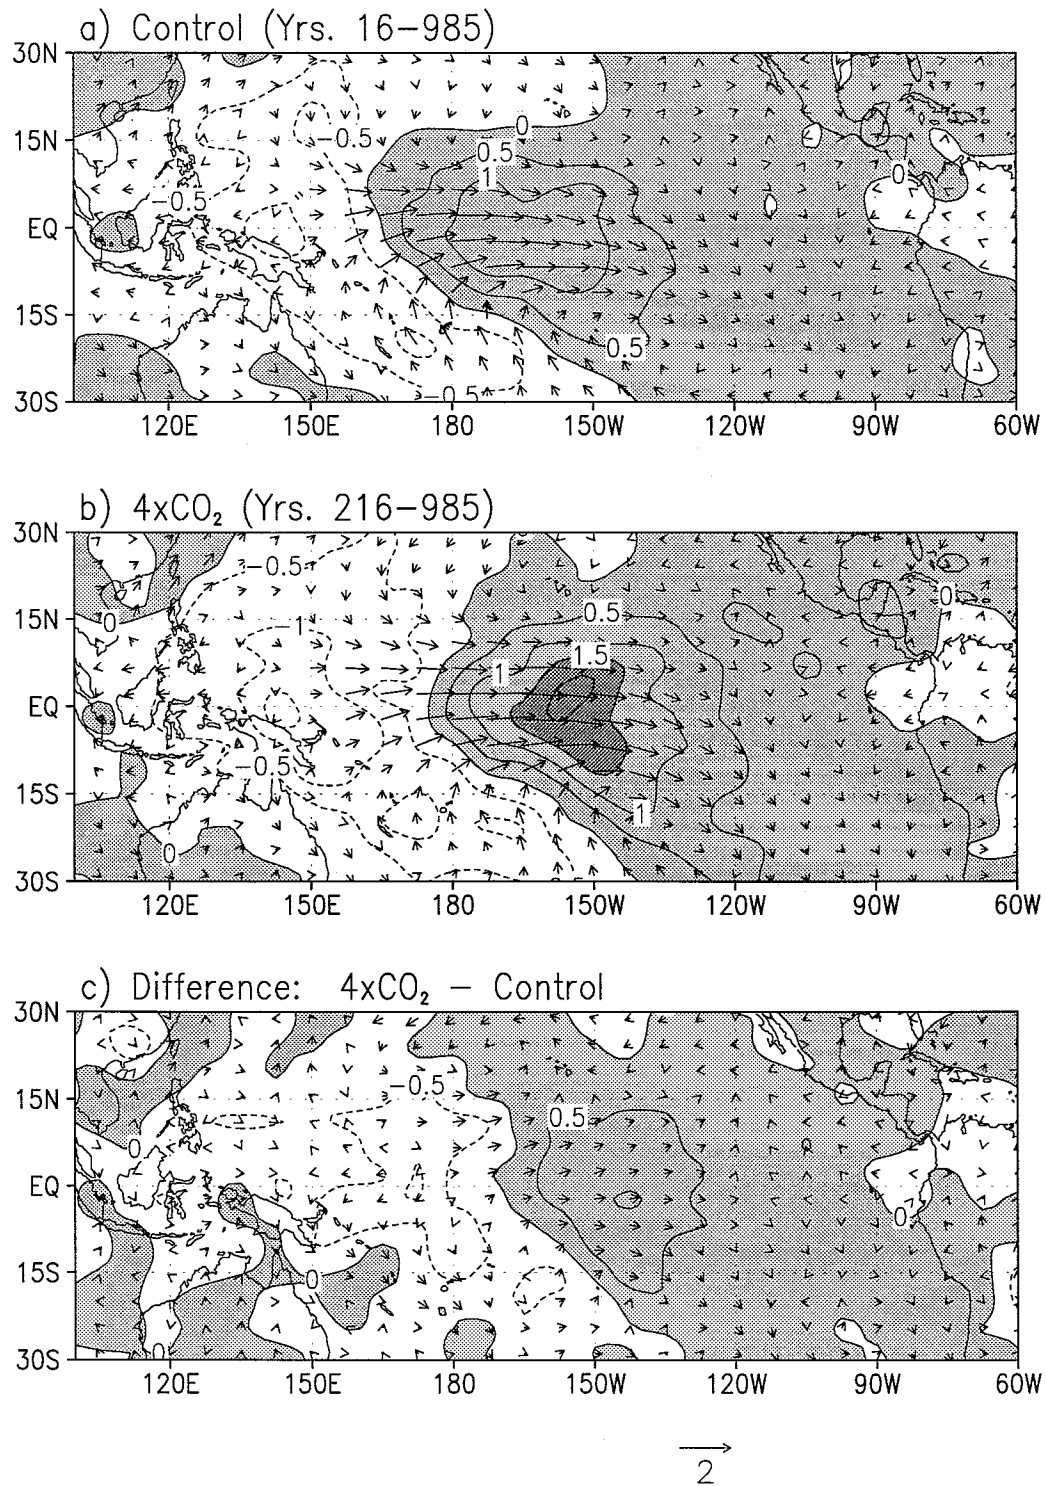 a) Control (Yrs. 16−985)
30N
15N
EQ
15S
30S
−0.5
0
0.5
1
−0.5
0
0.5
−0.5
120E 150E 180 150W 120W 90W 60W
b) 4xCO₂ (Yrs. 216−985)
30N
15N
EQ
15S
30S
−0.5
0
−1
0.5
0
1.5
1
−0.5
1
0
120E 150E 180 150W 120W 90W 60W
c) Difference: 4xCO₂ − Control
30N
15N
EQ
15S
30S
−0.5
0.5
0
0
0
0
120E 150E 180 150W 120W 90W 60W
2